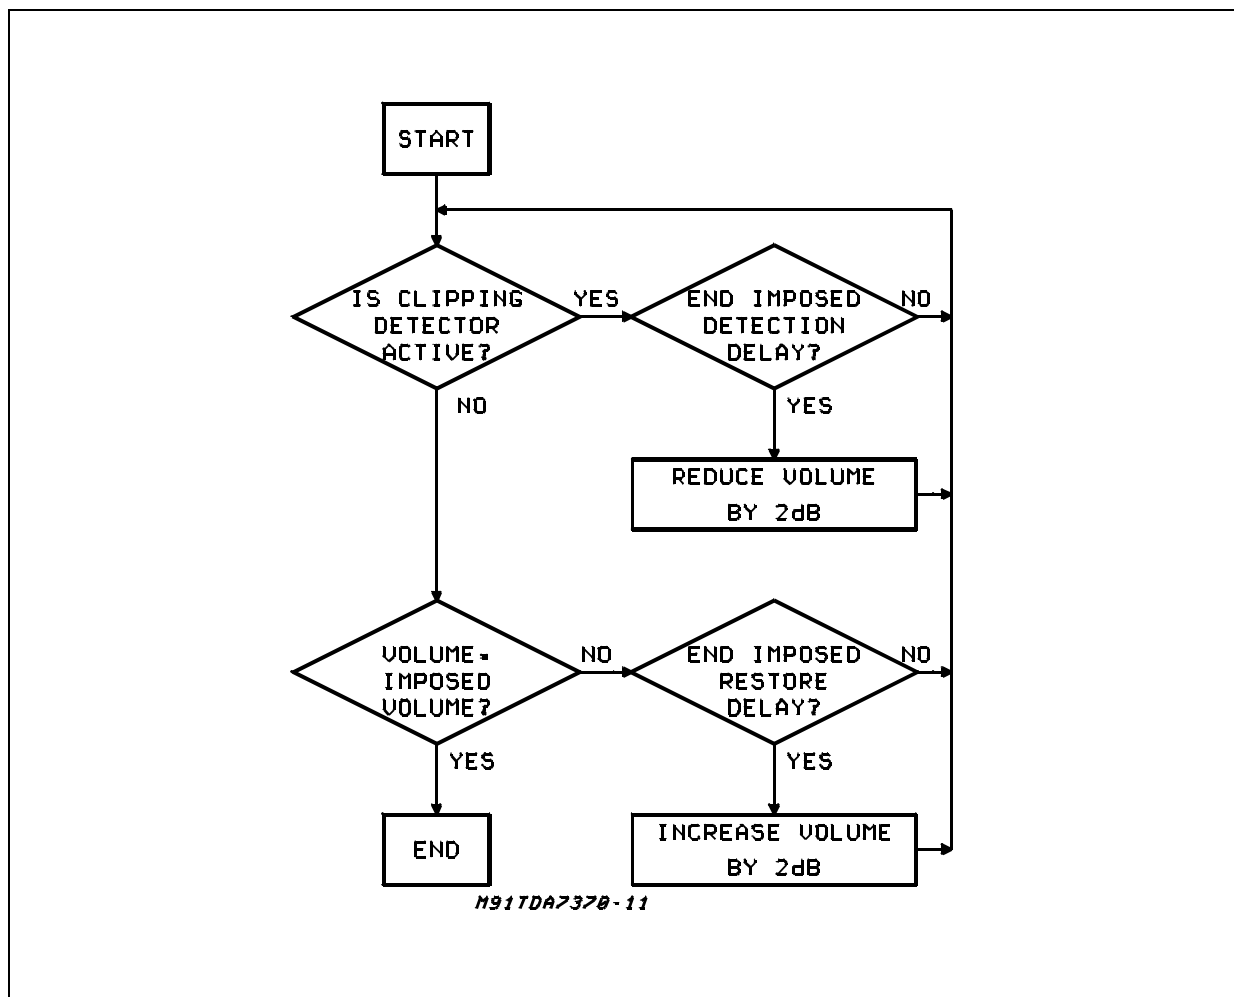 START
IS CLIPPING
DETECTOR
ACTIVE?
YES
NO
END IMPOSED
DETECTION
DELAY?
NO
YES
REDUCE VOLUME
BY 2dB
VOLUME=
IMPOSED
VOLUME?
NO
YES
END IMPOSED
RESTORE
DELAY?
NO
YES
END
INCREASE VOLUME
BY 2dB
M91TDA7370-11